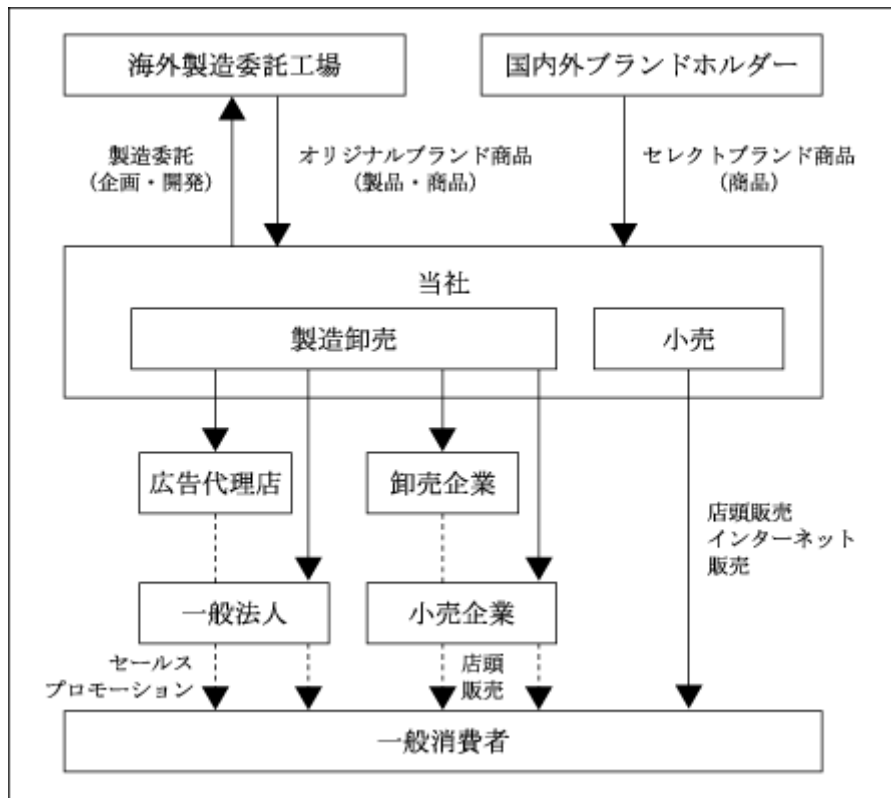 海外製造委託工場
国内外ブランドホルダー
製造委託
(企画・開発)
オリジナルブランド商品
(製品・商品)
セレクトブランド商品
(商品)
当社
製造卸売
小売
広告代理店
卸売企業
店頭販売
インターネット
販売
一般法人
小売企業
セールス
プロモーション
店頭
販売
一般消費者